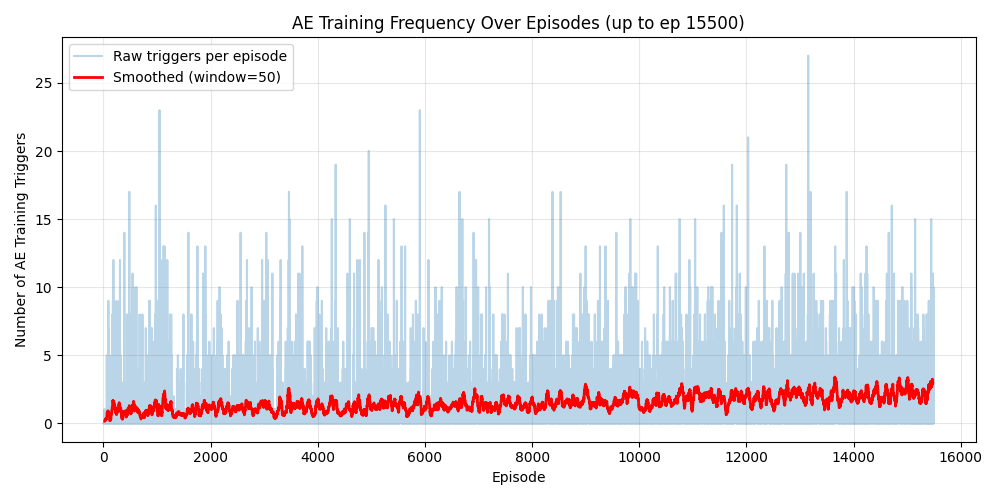 AE Training Frequency Over Episodes (up to ep 15500)
Raw triggers per episode
Smoothed (window=50)
Number of AE Training Triggers
25
20
15
10
5
0
0 2000 4000 6000 8000 10000 12000 14000 16000
Episode